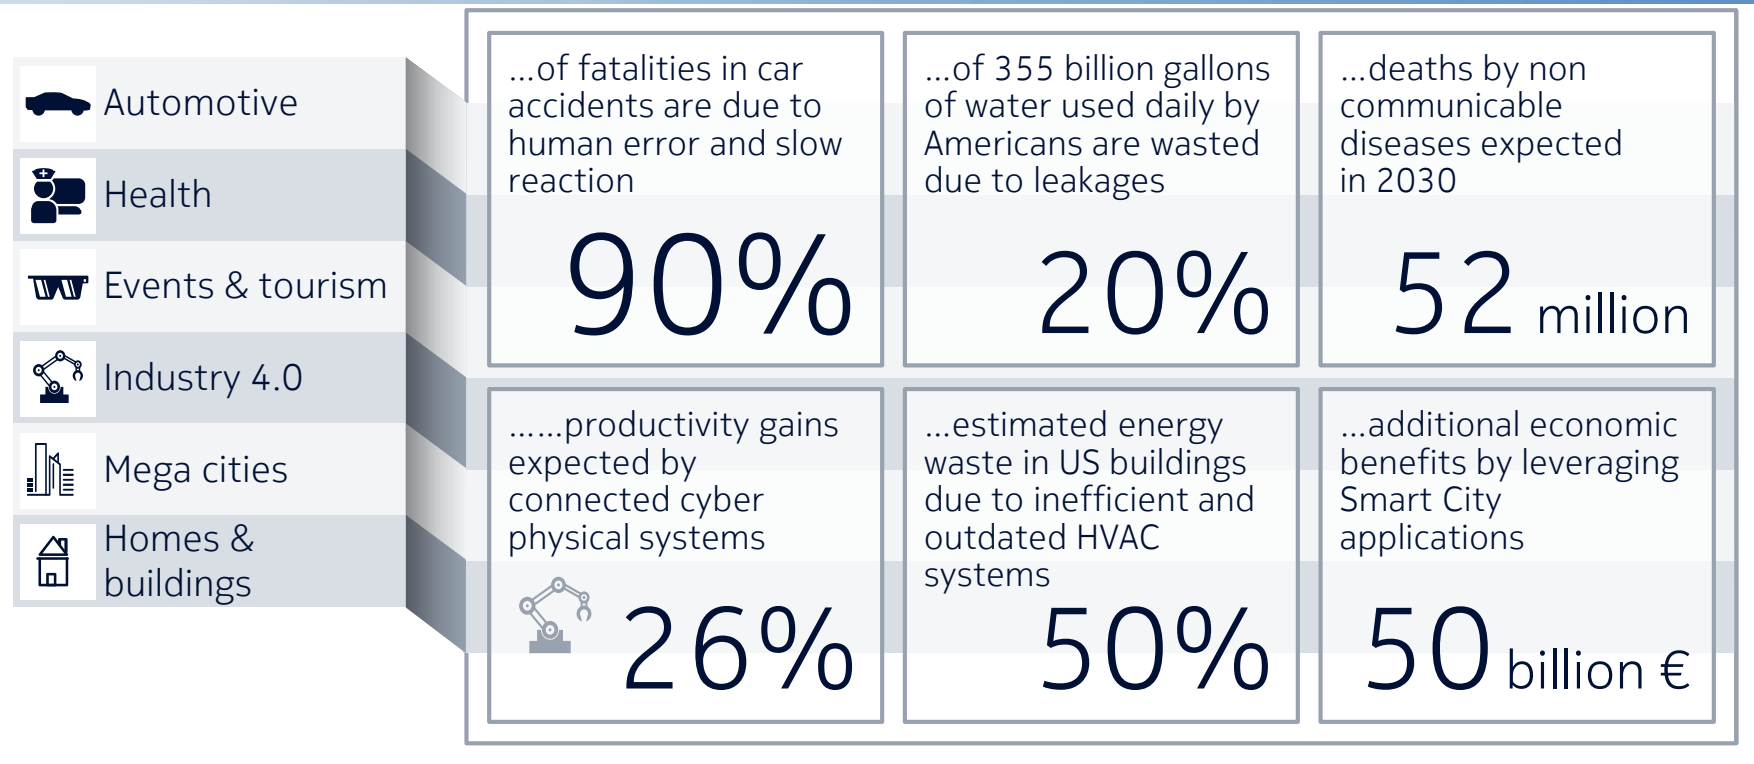 Automotive
Health
Events & tourism
Industry 4.0
Mega cities
Homes &
buildings
...of fatalities in car
accidents are due to
human error and slow
reaction
90%
...of 355 billion gallons
of water used daily by
Americans are wasted
due to leakages
20%
...deaths by non
communicable
diseases expected
in 2030
52 million
......productivity gains
expected by
connected cyber
physical systems
26%
...estimated energy
waste in US buildings
due to inefficient and
outdated HVAC
systems
50%
...additional economic
benefits by leveraging
Smart City
applications
50 billion €